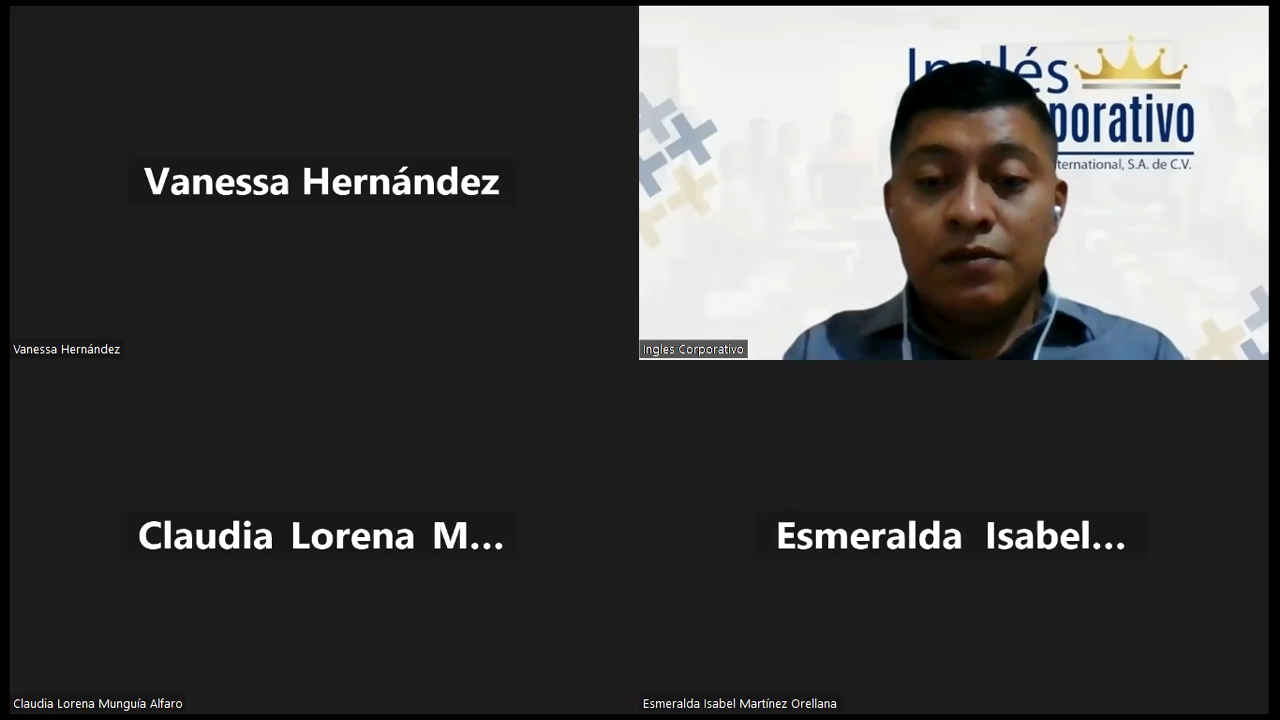 Vanessa Hernández
Vanessa Hernández
Inglés
porativo
ternational, S.A. de C.V.
Ingles Corporativo
Claudia Lorena M...
Claudia Lorena Munguía Alfaro
Esmeralda Isabel...
Esmeralda Isabel Martínez Orellana